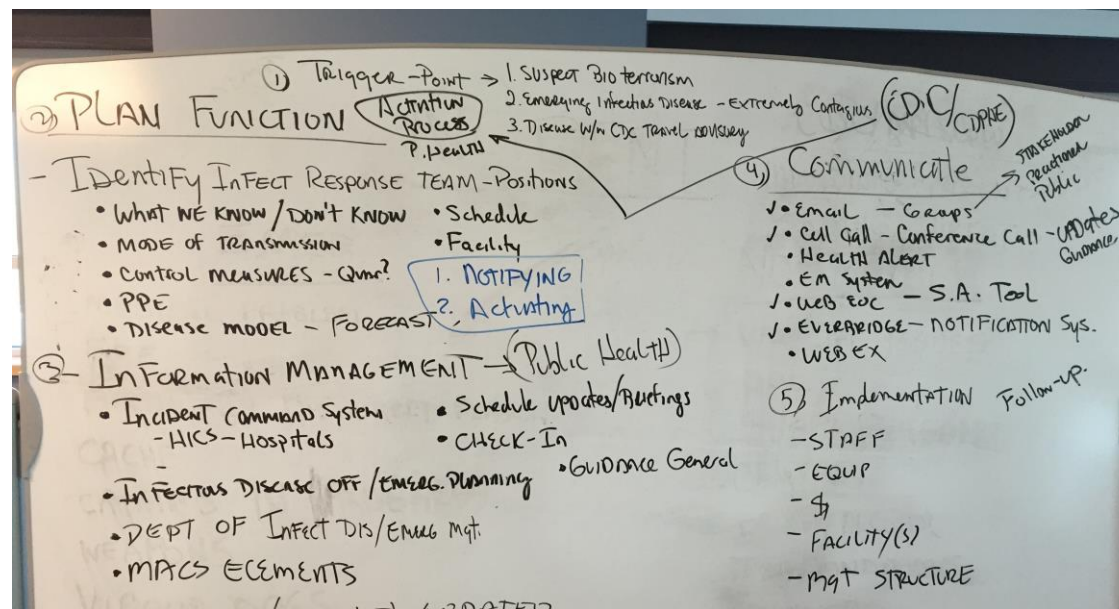 ① TRIGGER-POINT → 1. SUSPECT BIO terrorism
2. Emerging Infectious Disease - EXTREMELY Contagious (CDC/CDPHE)
3. Disease w/n CDC TRAVEL ADVISORY
② PLAN FUNCTION
Activation Process
P. HEALTH
- IDENTIFY INFECT RESPONSE TEAM-POSITIONS
• WHAT WE KNOW / DON'T KNOW
• MODE OF TRANSMISSION
• CONTROL MEASURES -
• PPE
• DISEASE MODEL - FORECAST
• Schedule
• Facility
1. NOTIFYING
2. Activating
③ - INFORMATION MANAGEMENT → (Public Health)
• INCIDENT COMMAND System
- HICS - Hospitals
• INFECTIOUS DISEASE OFF / EMERG. PLANNING
• DEPT OF INFECT DIS / EMERG Mgt.
• MACS ELEMENTS
• Schedule updates/Briefings
• CHECK-IN
• GUIDANCE General
④ Communicate
STAKEHOLDER
Public
✓• Email - Groups
✓• Cell Call - Conference Call - UPDates
Guidance
• HEALTH ALERT
• EM System
✓• WEB EOC - S.A. TOOL
✓• EVERBRIDGE - NOTIFICATION Sys.
• WEBEX
⑤ Implementation Follow-up.
- STAFF
- EQUIP
- $
- FACILITY(S)
- Mgt STRUCTURE